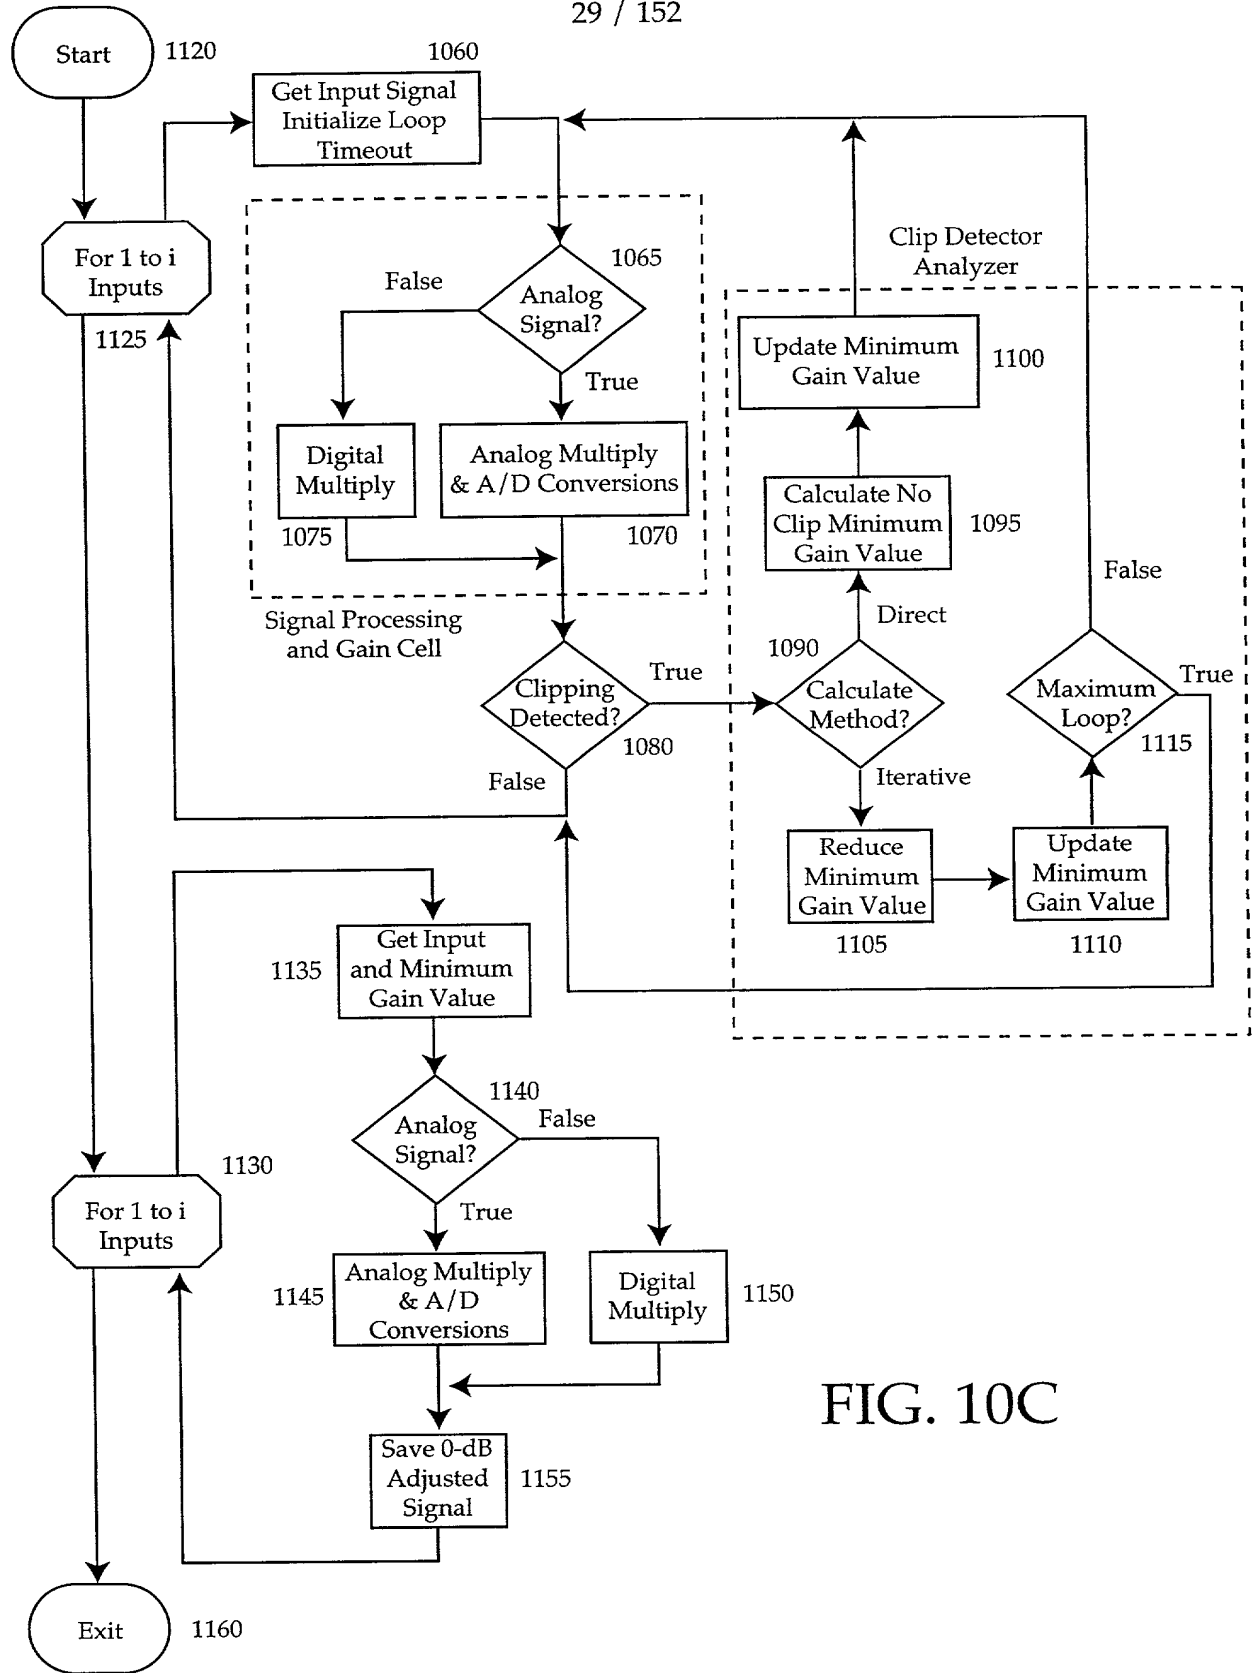 29 / 152
Start
1120
1060
Get Input Signal
Initialize Loop
Timeout
For 1 to i
Inputs
1125
1065
Analog
Signal?
False
True
Digital
Multiply
1075
Analog Multiply
& A/D Conversions
1070
Signal Processing
and Gain Cell
Clipping
Detected?
1080
True
False
Clip Detector
Analyzer
Update Minimum
Gain Value
1100
Calculate No
Clip Minimum
Gain Value
1095
Direct
1090
Calculate
Method?
Iterative
Reduce
Minimum
Gain Value
1105
Update
Minimum
Gain Value
1110
Maximum
Loop?
1115
False
True
1130
For 1 to i
Inputs
1135
Get Input
and Minimum
Gain Value
1140
Analog
Signal?
False
True
1145
Analog Multiply
& A/D
Conversions
Digital
Multiply
1150
Save 0-dB
Adjusted
Signal
1155
Exit
1160
FIG. 10C